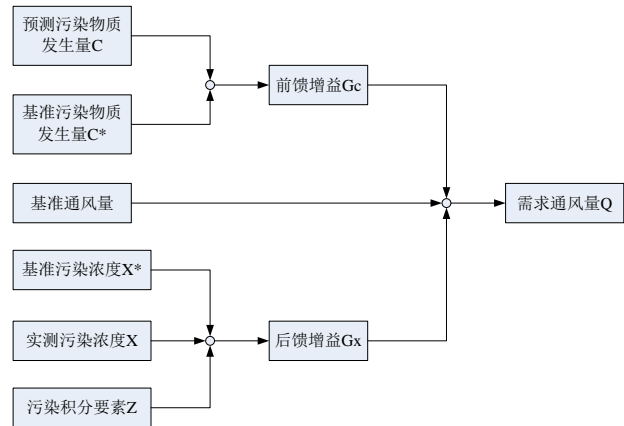 预测污染物质
发生量C
基准污染物质
发生量C*
前馈增益Gc
基准通风量
需求通风量Q
基准污染浓度X*
实测污染浓度X
后馈增益Gx
污染积分要素Z